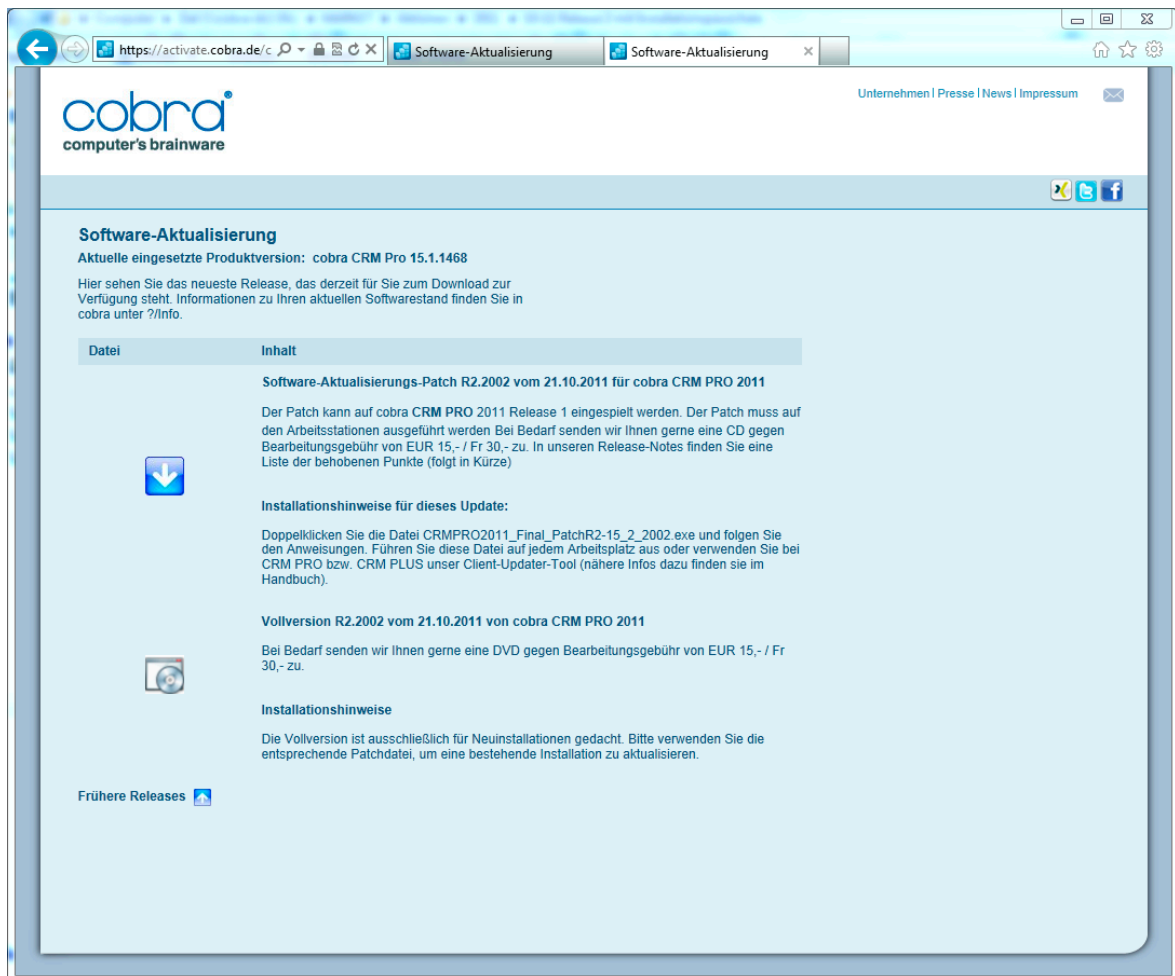 https://activate.cobra.de/c
Software-Aktualisierung
Software-Aktualisierung
cobra®
computer's brainware
Unternehmen | Presse | News | Impressum
Software-Aktualisierung
Aktuelle eingesetzte Produktversion: cobra CRM Pro 15.1.1468
Hier sehen Sie das neueste Release, das derzeit für Sie zum Download zur
Verfügung steht. Informationen zu Ihren aktuellen Softwarestand finden Sie in
cobra unter ?/Info.
Datei
Inhalt
Software-Aktualisierungs-Patch R2.2002 vom 21.10.2011 für cobra CRM PRO 2011
Der Patch kann auf cobra CRM PRO 2011 Release 1 eingespielt werden. Der Patch muss auf
den Arbeitsstationen ausgeführt werden Bei Bedarf senden wir Ihnen gerne eine CD gegen
Bearbeitungsgebühr von EUR 15,- / Fr 30,- zu. In unseren Release-Notes finden Sie eine
Liste der behobenen Punkte (folgt in Kürze)
Installationshinweise für dieses Update:
Doppelklicken Sie die Datei CRMPRO2011_Final_PatchR2-15_2_2002.exe und folgen Sie
den Anweisungen. Führen Sie diese Datei auf jedem Arbeitsplatz aus oder verwenden Sie bei
CRM PRO bzw. CRM PLUS unser Client-Updater-Tool (nähere Infos dazu finden sie im
Handbuch).
Vollversion R2.2002 vom 21.10.2011 von cobra CRM PRO 2011
Bei Bedarf senden wir Ihnen gerne eine DVD gegen Bearbeitungsgebühr von EUR 15,- / Fr
30,- zu.
Installationshinweise
Die Vollversion ist ausschließlich für Neuinstallationen gedacht. Bitte verwenden Sie die
entsprechende Patchdatei, um eine bestehende Installation zu aktualisieren.
Frühere Releases